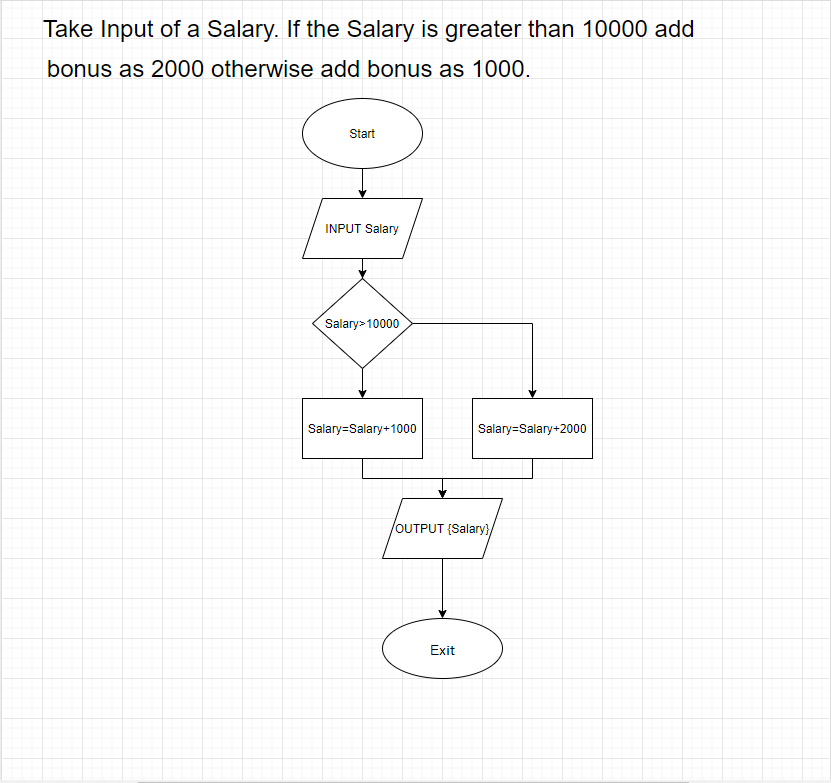 Take Input of a Salary. If the Salary is greater than 10000 add
bonus as 2000 otherwise add bonus as 1000.
Start
INPUT Salary
Salary>10000
Salary=Salary+1000
Salary=Salary+2000
OUTPUT {Salary}
Exit